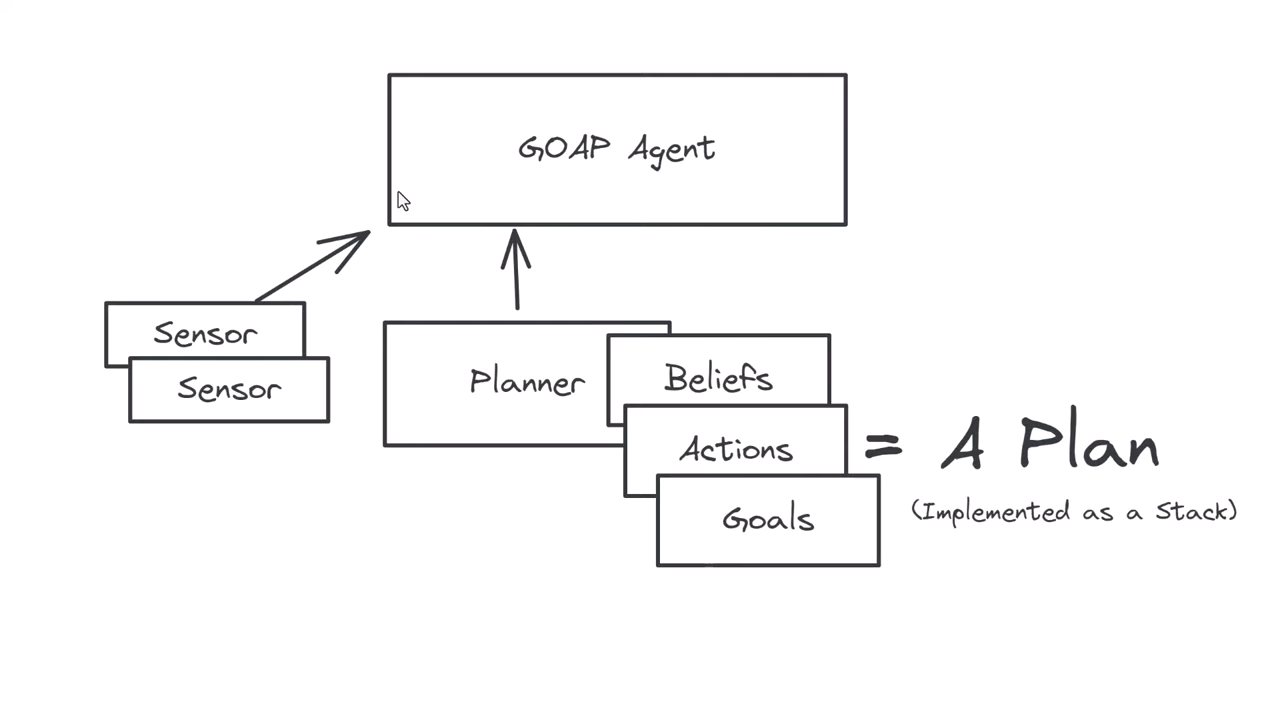 GOAP Agent
Sensor
Sensor
Planner
Beliefs
Actions
Goals
= A Plan
(Implemented as a Stack)